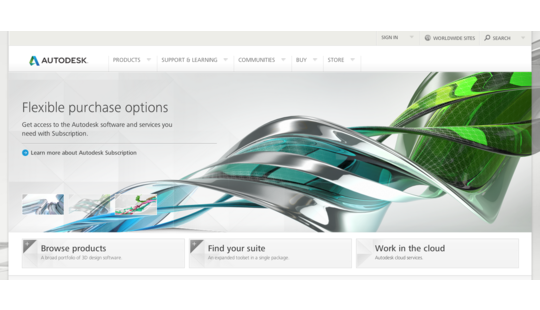 SIGN IN
WORLDWIDE SITES
SEARCH
AUTODESK.
PRODUCTS
SUPPORT & LEARNING
COMMUNITIES
BUY
STORE
Flexible purchase options
Get access to the Autodesk software and services you
need with Subscription.
Learn more about Autodesk Subscription
Browse products
A broad portfolio of 3D design software.
Find your suite
An expanded toolset in a single package.
Work in the cloud
Autodesk cloud services.